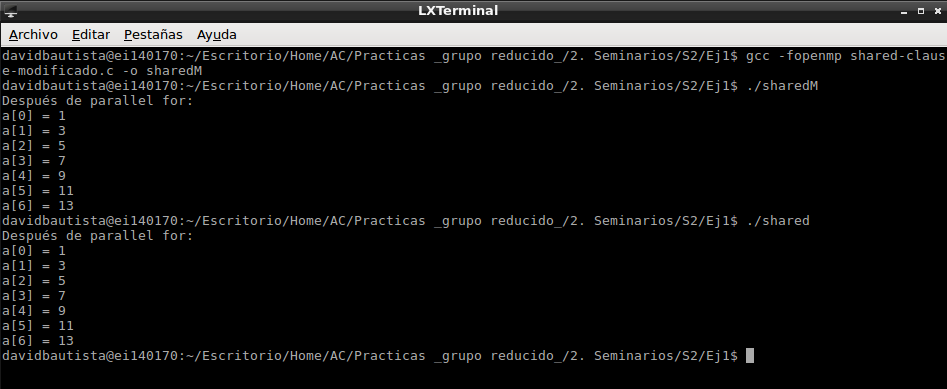 LXTerminal
Archivo Editar Pestañas Ayuda
davidbautista@ei140170:~/Escritorio/Home/AC/Practicas _grupo reducido_/2. Seminarios/S2/Ej1$ gcc -fopenmp shared-claus
e-modificado.c -o sharedM
davidbautista@ei140170:~/Escritorio/Home/AC/Practicas _grupo reducido_/2. Seminarios/S2/Ej1$ ./sharedM
Después de parallel for:
a[0] = 1
a[1] = 3
a[2] = 5
a[3] = 7
a[4] = 9
a[5] = 11
a[6] = 13
davidbautista@ei140170:~/Escritorio/Home/AC/Practicas _grupo reducido_/2. Seminarios/S2/Ej1$ ./shared
Después de parallel for:
a[0] = 1
a[1] = 3
a[2] = 5
a[3] = 7
a[4] = 9
a[5] = 11
a[6] = 13
davidbautista@ei140170:~/Escritorio/Home/AC/Practicas _grupo reducido_/2. Seminarios/S2/Ej1$